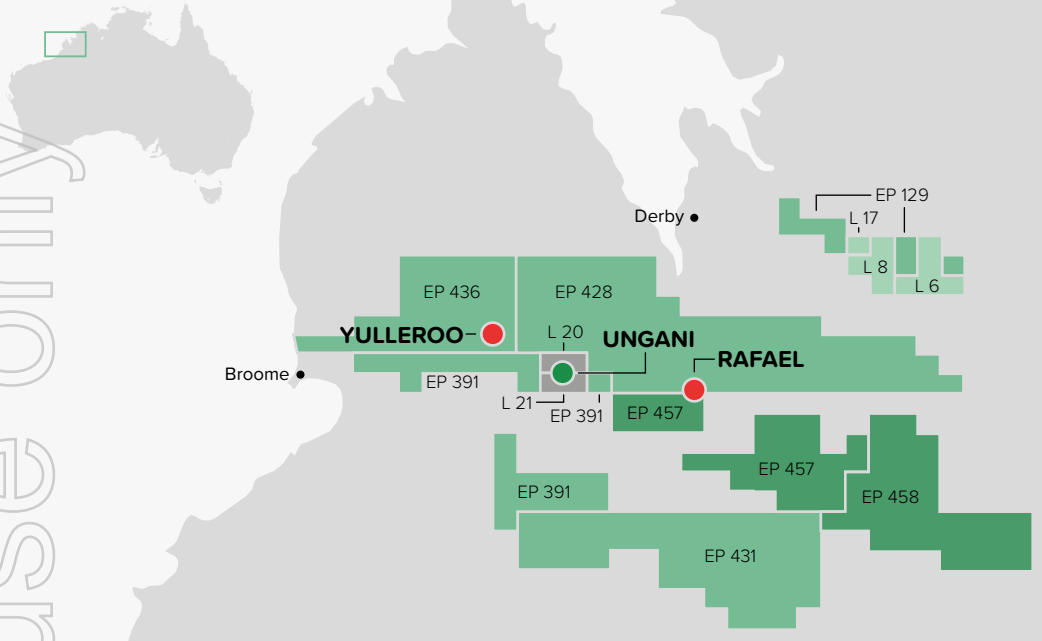 EP 129
L 17
Derby
L 8
L 6
EP 436
EP 428
YULLEROO
L 20
UNGANI
RAFAEL
Broome
EP 391
L 21
EP 391
EP 457
EP 457
EP 391
EP 458
EP 431
use only